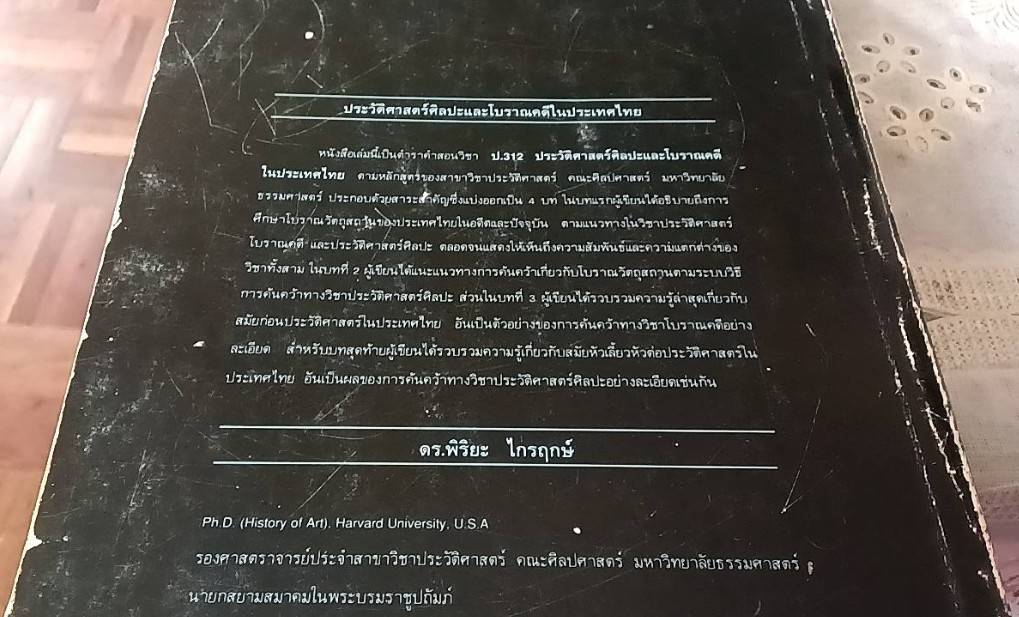 ประวัติศาสตร์ศิลปะและโบราณคดีในประเทศไทย
หนังสือเล่มนี้เป็นตำราคำสอนวิชา ป.312 ประวัติศาสตร์ศิลปะและโบราณคดี
ในประเทศไทย ตามหลักสูตรของสาขาวิชาประวัติศาสตร์ คณะศิลปศาสตร์ มหาวิทยาลัย
ธรรมศาสตร์ ประกอบด้วยสาระสำคัญซึ่งแบ่งออกเป็น 4 บท ในบทแรกผู้เขียนได้อธิบายถึงการ
ศึกษาโบราณวัตถุสถานของประเทศไทยในอดีตและปัจจุบัน ตามแนวทางในวิชาประวัติศาสตร์
โบราณคดี และประวัติศาสตร์ศิลปะ ตลอดจนแสดงให้เห็นถึงความสัมพันธ์และความแตกต่างของ
วิชาทั้งสาม ในบทที่ 2 ผู้เขียนได้แนะแนวทางการค้นคว้าเกี่ยวกับโบราณวัตถุสถานตามระบบวิธี
การค้นคว้าทางวิชาประวัติศาสตร์ศิลปะ ส่วนในบทที่ 3 ผู้เขียนได้รวบรวมความรู้ล่าสุดเกี่ยวกับ
สมัยก่อนประวัติศาสตร์ในประเทศไทย อันเป็นตัวอย่างของการค้นคว้าทางวิชาโบราณคดีอย่าง
ละเอียด สำหรับบทสุดท้ายผู้เขียนได้รวบรวมความรู้เกี่ยวกับสมัยหัวเลี้ยวหัวต่อประวัติศาสตร์ใน
ประเทศไทย อันเป็นผลของการค้นคว้าทางวิชาประวัติศาสตร์ศิลปะอย่างละเอียดเช่นกัน
ดร.พิริยะ ไกรฤกษ์
Ph.D. (History of Art), Harvard University, U.S.A
รองศาสตราจารย์ประจำสาขาวิชาประวัติศาสตร์ คณะศิลปศาสตร์ มหาวิทยาลัยธรรมศาสตร์
นายกสยามสมาคมในพระบรมราชูปถัมภ์